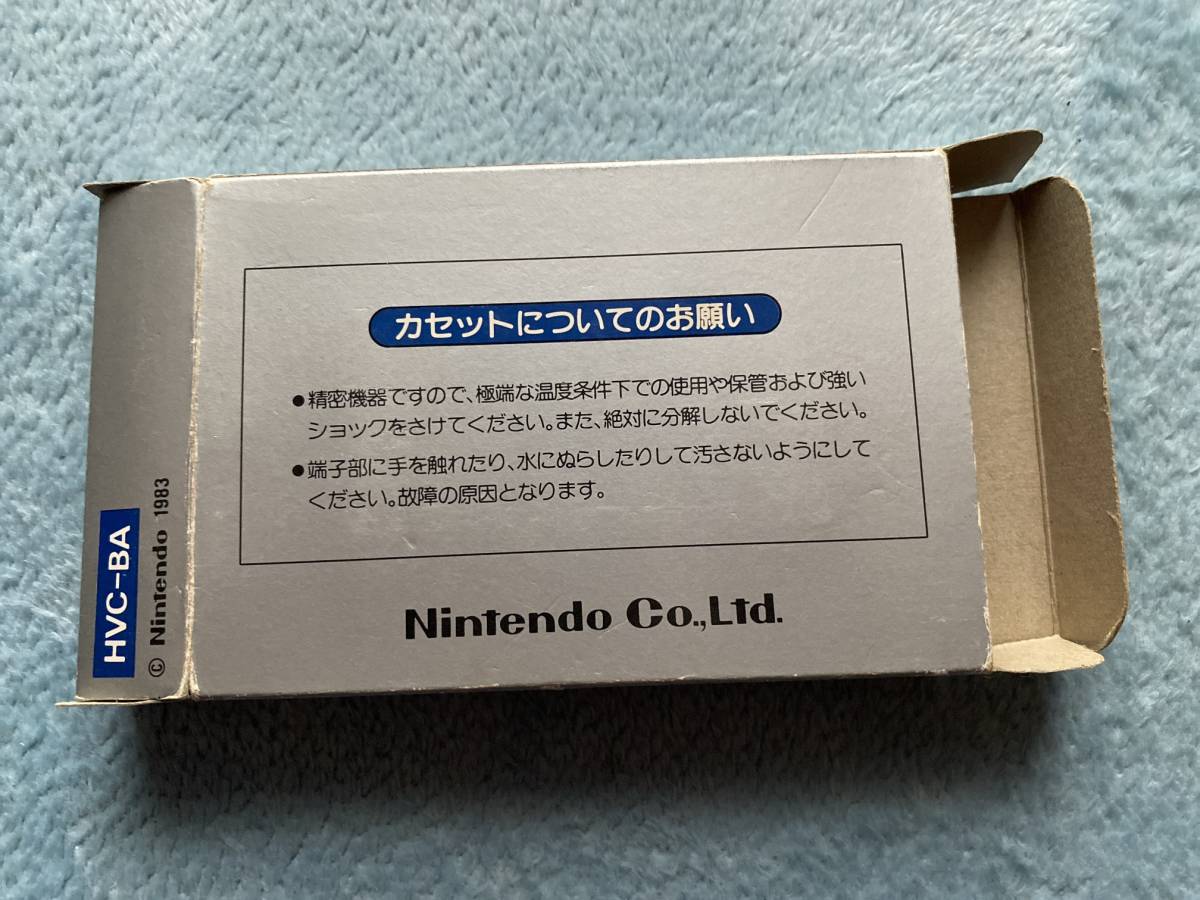 カセットについてのお願い
●精密機器ですので、極端な温度条件下での使用や保管および強い
ショックをさけてください。また、絶対に分解しないでください。
●端子部に手を触れたり、水にぬらしたりして汚さないようにして
ください。故障の原因となります。
Nintendo Co.,Ltd.
HVC-BA
© Nintendo 1983